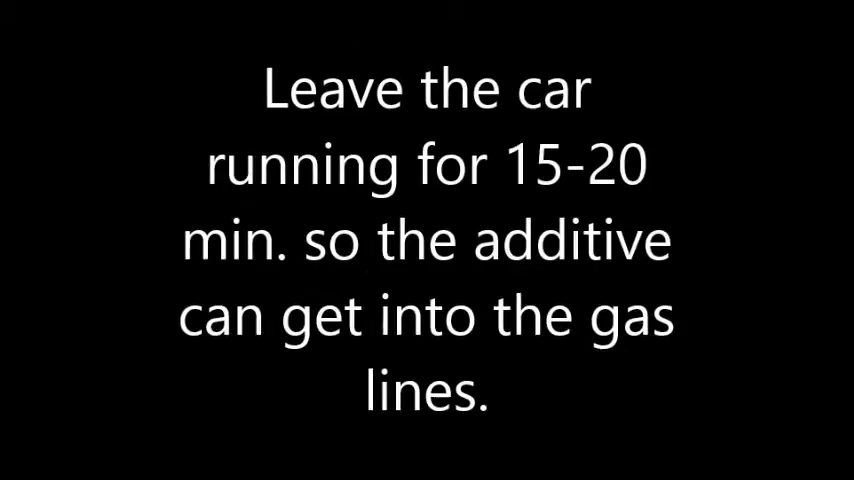 Leave the car
running for 15-20
min. so the additive
can get into the gas
lines.